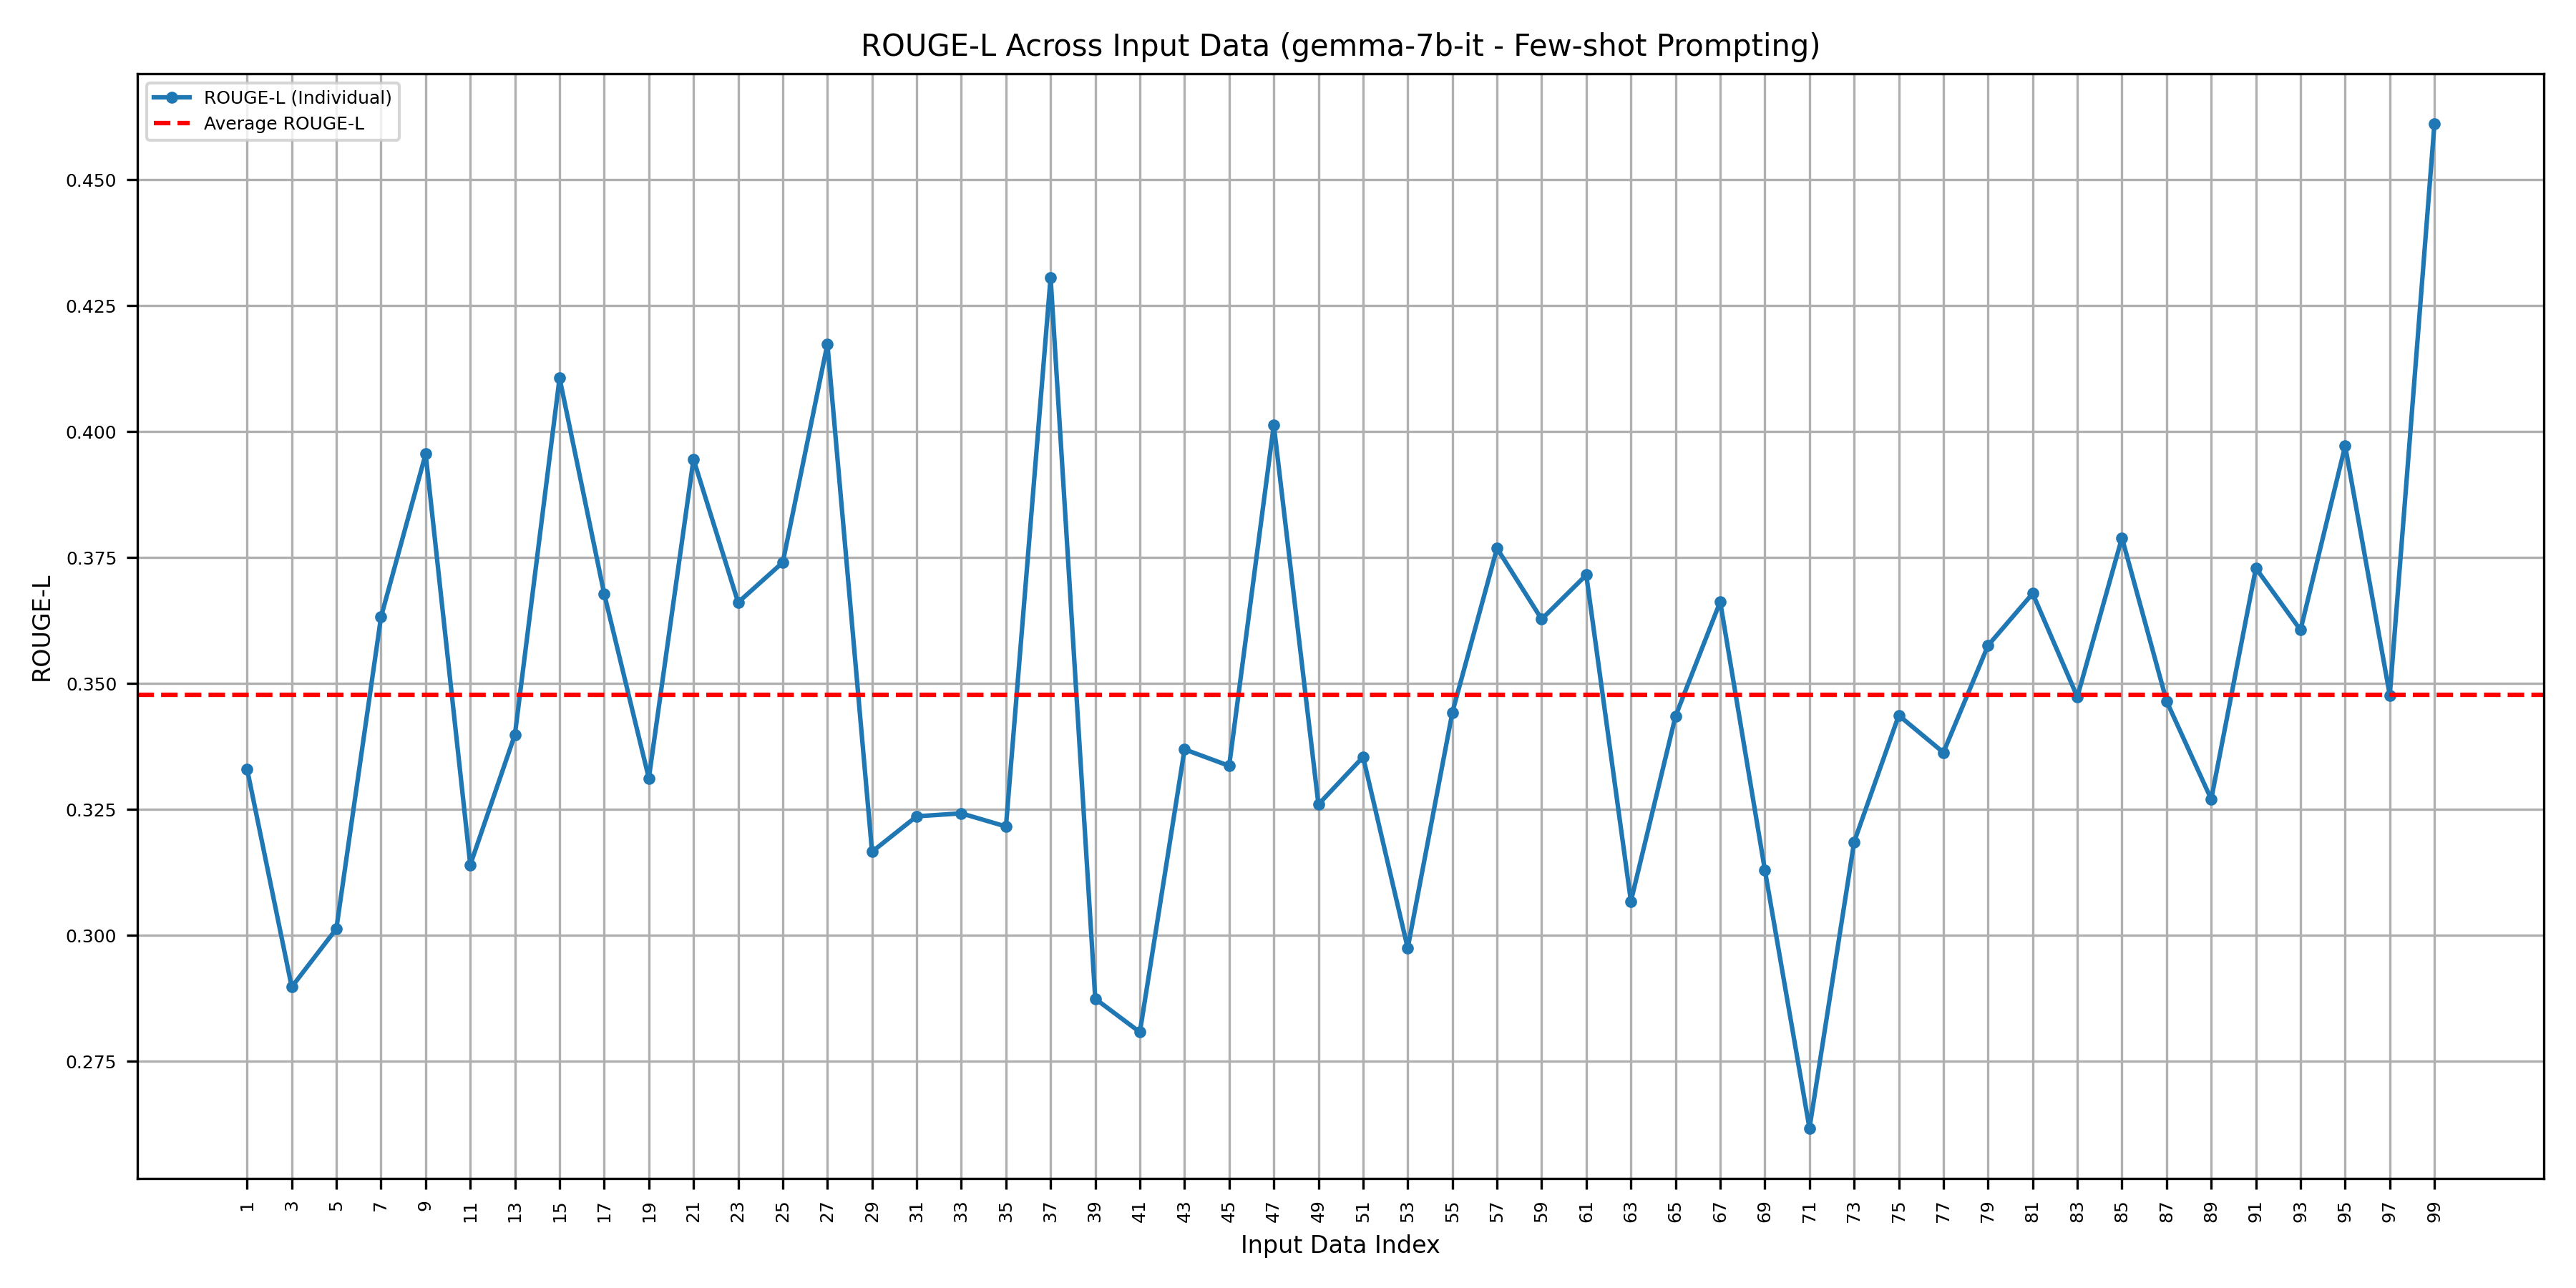 ROUGE-L Across Input Data (gemma-7b-it - Few-shot Prompting)
ROUGE-L (Individual)
Average ROUGE-L
0.450
0.425
0.400
0.375
0.350
0.325
0.300
0.275
ROUGE-L
1 3 5 7 9 11 13 15 17 19 21 23 25 27 29 31 33 35 37 39 41 43 45 47 49 51 53 55 57 59 61 63 65 67 69 71 73 75 77 79 81 83 85 87 89 91 93 95 97 99
Input Data Index